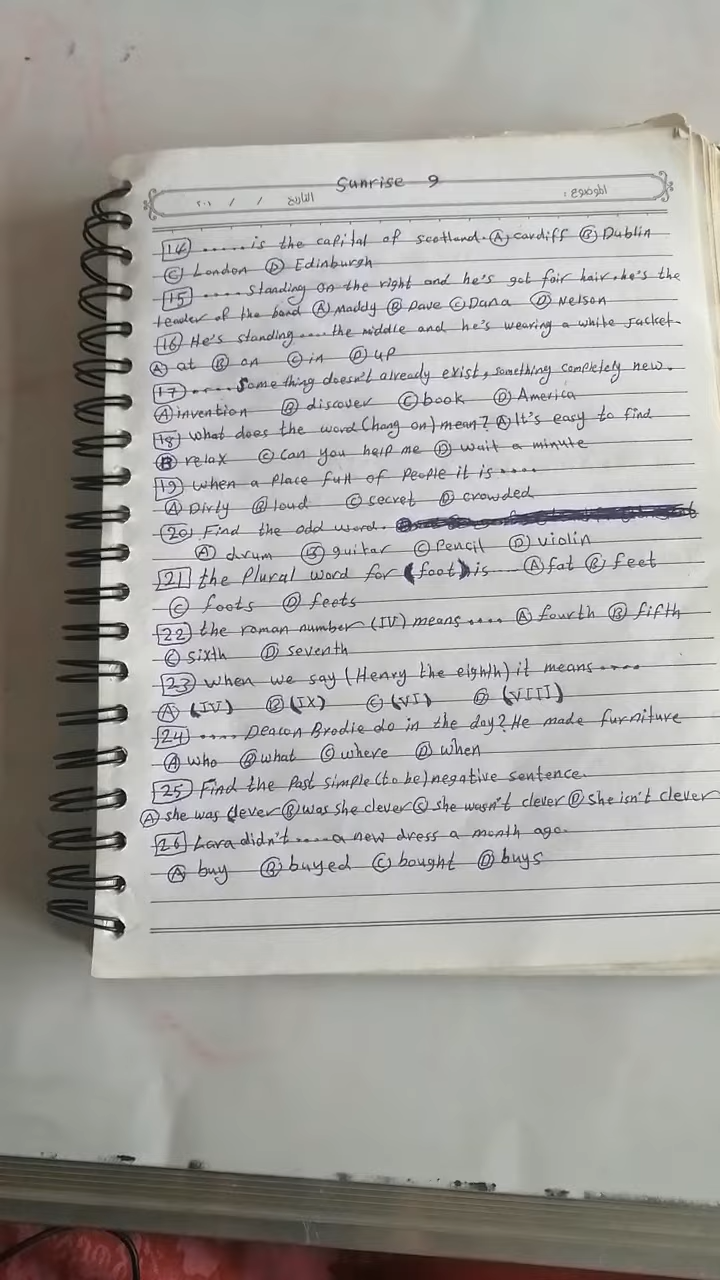 Sunrise 9
الموضوع : التاريخ / / ٢٠١
14 ..... is the capital of scotland. Ⓐ cardiff Ⓑ Dublin
Ⓒ London Ⓓ Edinburgh
15 ..... standing on the right and he's got fair hair. he's the
leader of the band Ⓐ Maddy Ⓑ Dave Ⓒ Dana Ⓓ Nelson
16 He's standing .... the middle and he's wearing a white Jacket.
Ⓐ at Ⓑ on Ⓒ in Ⓓ up
17 ..... Something doesn't already exist, something completely new.
Ⓐ invention Ⓑ discover Ⓒ book Ⓓ America
18 What does the word (hang on) mean? Ⓐ It's easy to find
Ⓑ relax Ⓒ can you help me Ⓓ wait a minute
19 when a place full of people it is ....
Ⓐ Dirty Ⓑ loud Ⓒ secret Ⓓ crowded
20 Find the odd word.
Ⓐ drum Ⓑ guitar Ⓒ Pencil Ⓓ violin
21 the Plural word for (foot) is ... Ⓐ fat Ⓑ feet
Ⓒ foots Ⓓ feets
22 the roman number (IV) means .... Ⓐ fourth Ⓑ fifth
Ⓒ sixth Ⓓ seventh
23 when we say (Henry the eighth) it means ....
Ⓐ (IV) Ⓑ (IX) Ⓒ (VI) Ⓓ (VIII)
24 .... Deacon Brodie do in the day? He made furniture
Ⓐ who Ⓑ what Ⓒ where Ⓓ when
25 Find the Past simple (to be) negative sentence.
Ⓐ she was clever Ⓑ was she clever Ⓒ she wasn't clever Ⓓ she isn't clever
26 Lara didn't .... a new dress a month ago.
Ⓐ buy Ⓑ buyed Ⓒ bought Ⓓ buys